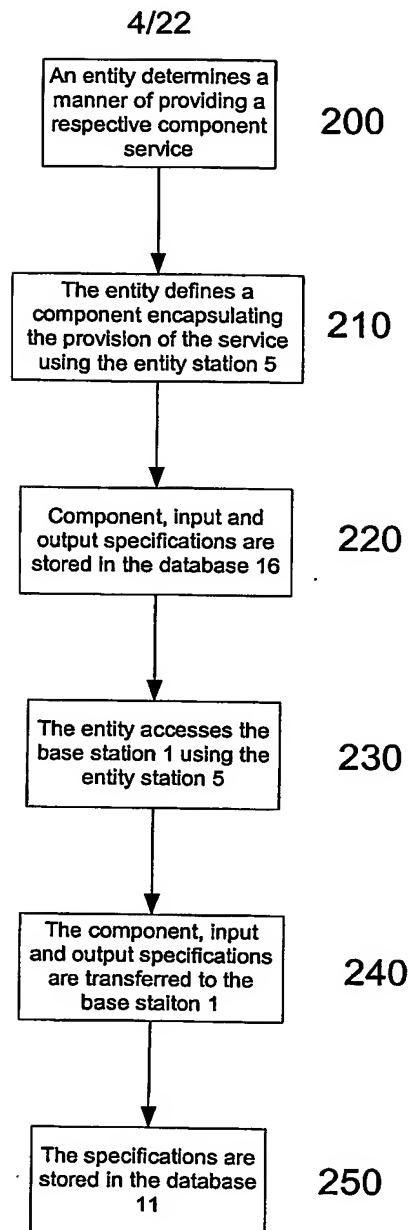 4/22
An entity determines a
manner of providing a
respective component
service
200
The entity defines a
component encapsulating
the provision of the service
using the entity station 5
210
Component, input and
output specifications are
stored in the database 16
220
The entity accesses the
base station 1 using the
entity station 5
230
The component, input
and output specifications
are transferred to the
base staiton 1
240
The specifications are
stored in the database
11
250